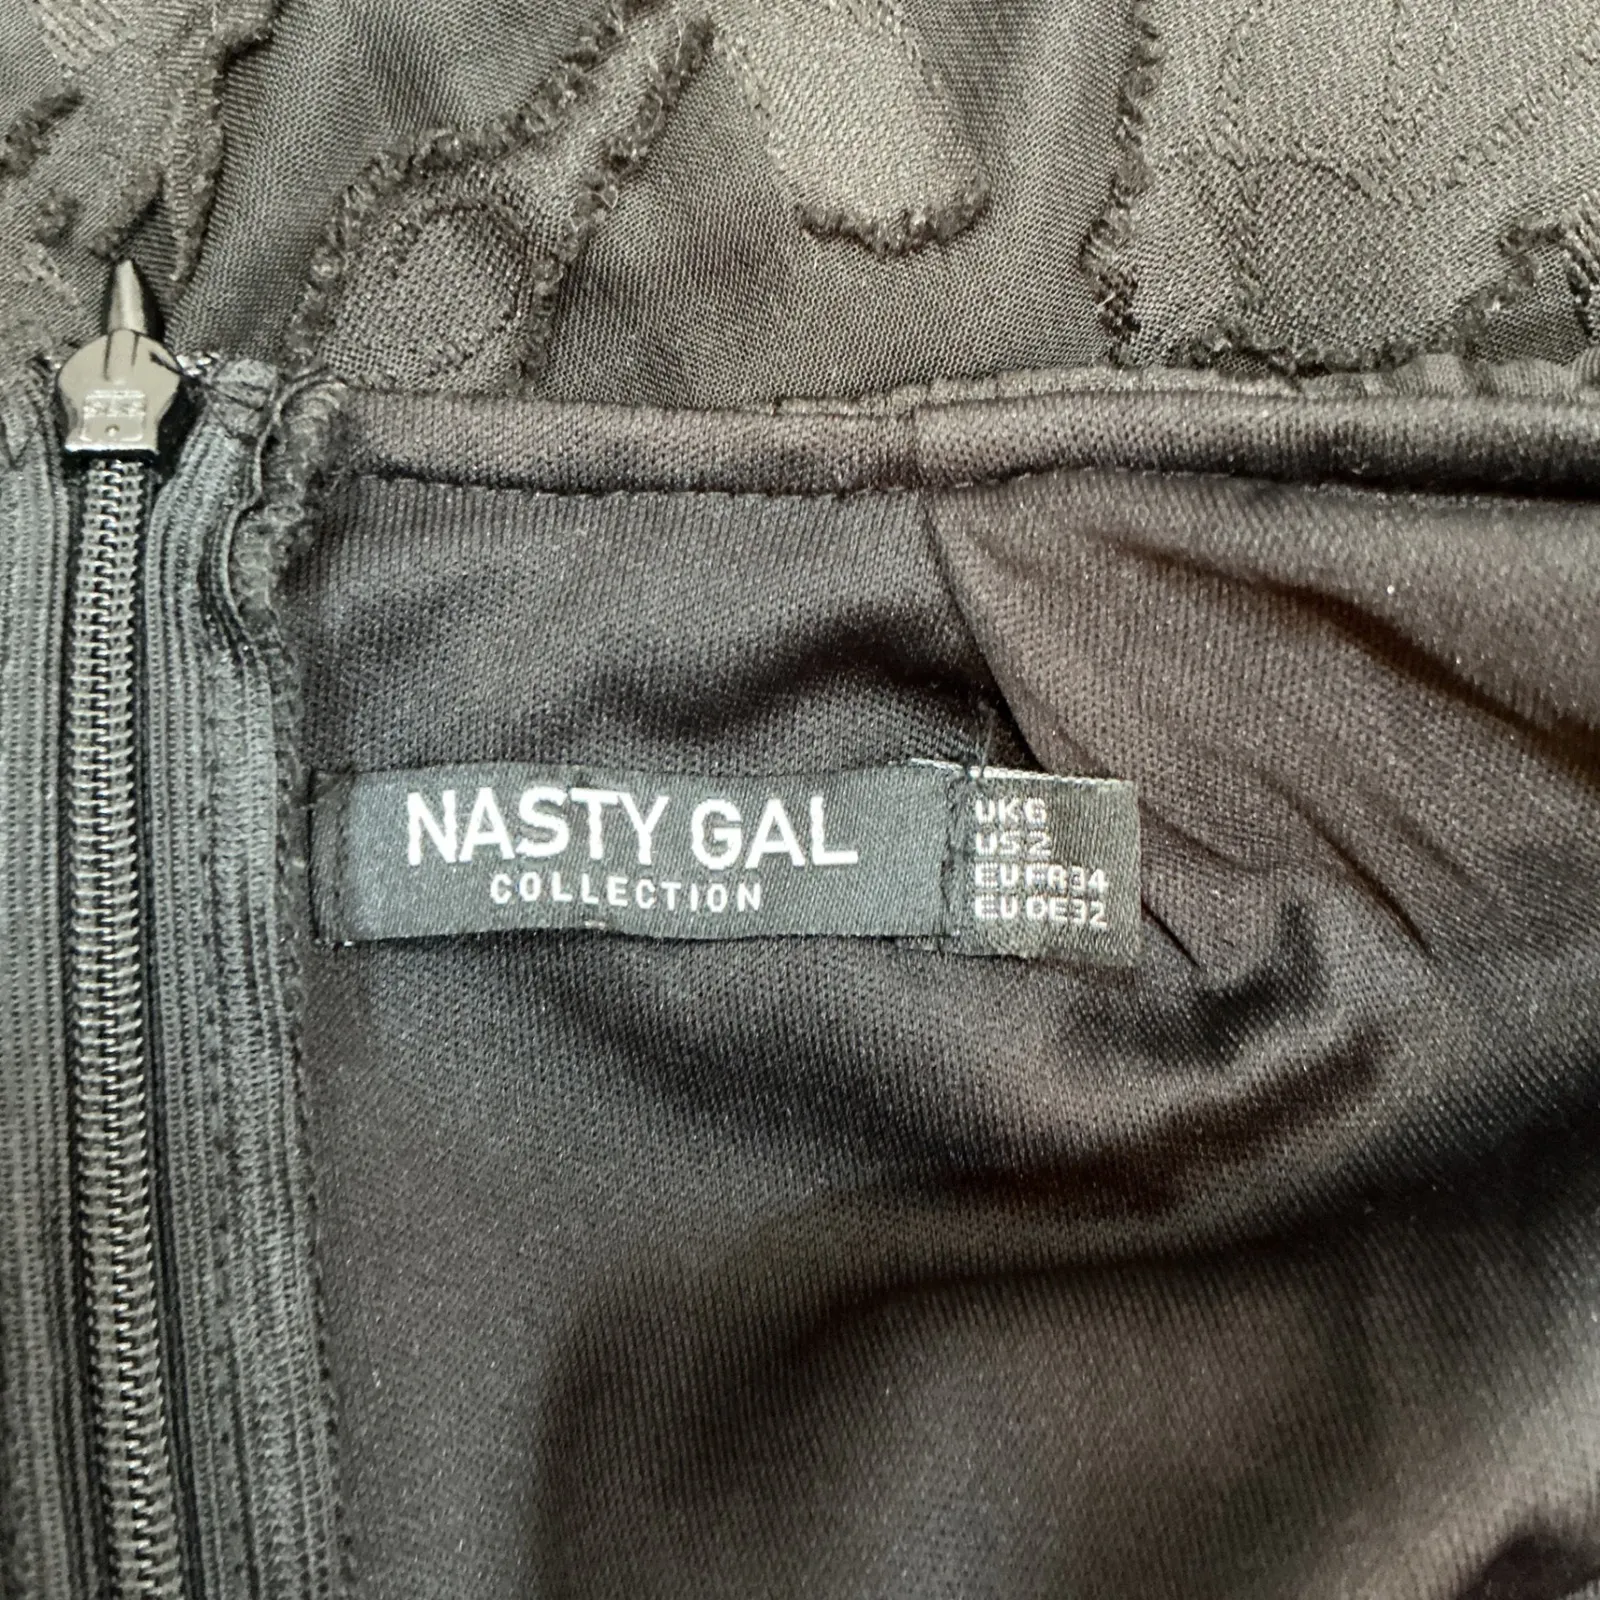 NASTY GAL
COLLECTION
UK6
US2
EU FR34
EU DE32